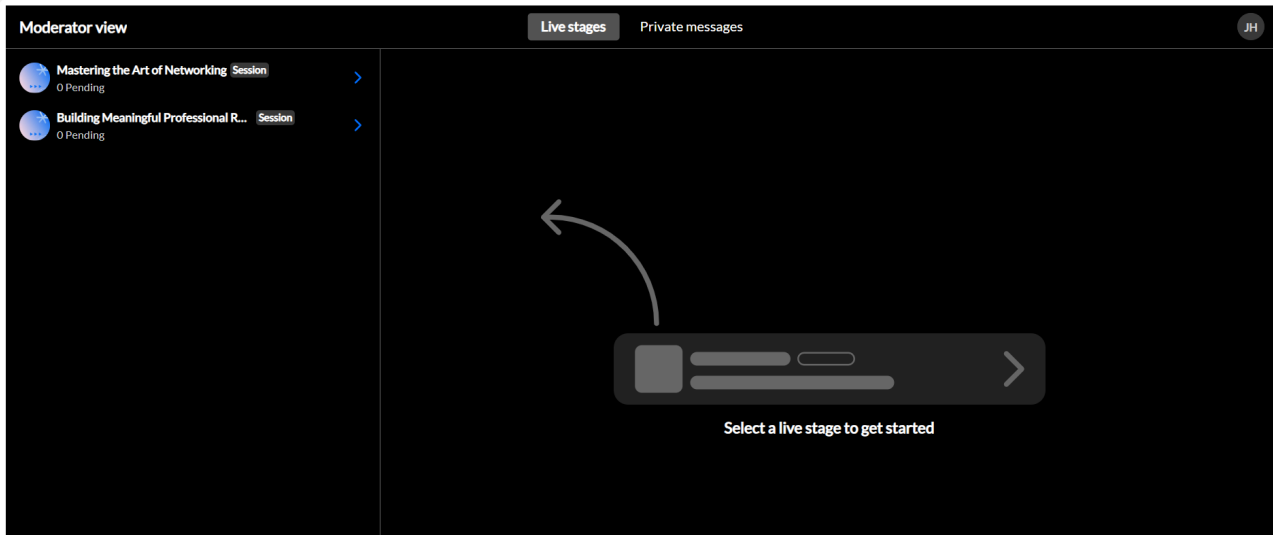 Moderator view
Live stages
Private messages
JH
Mastering the Art of Networking Session
0 Pending
Building Meaningful Professional R... Session
0 Pending
Select a live stage to get started